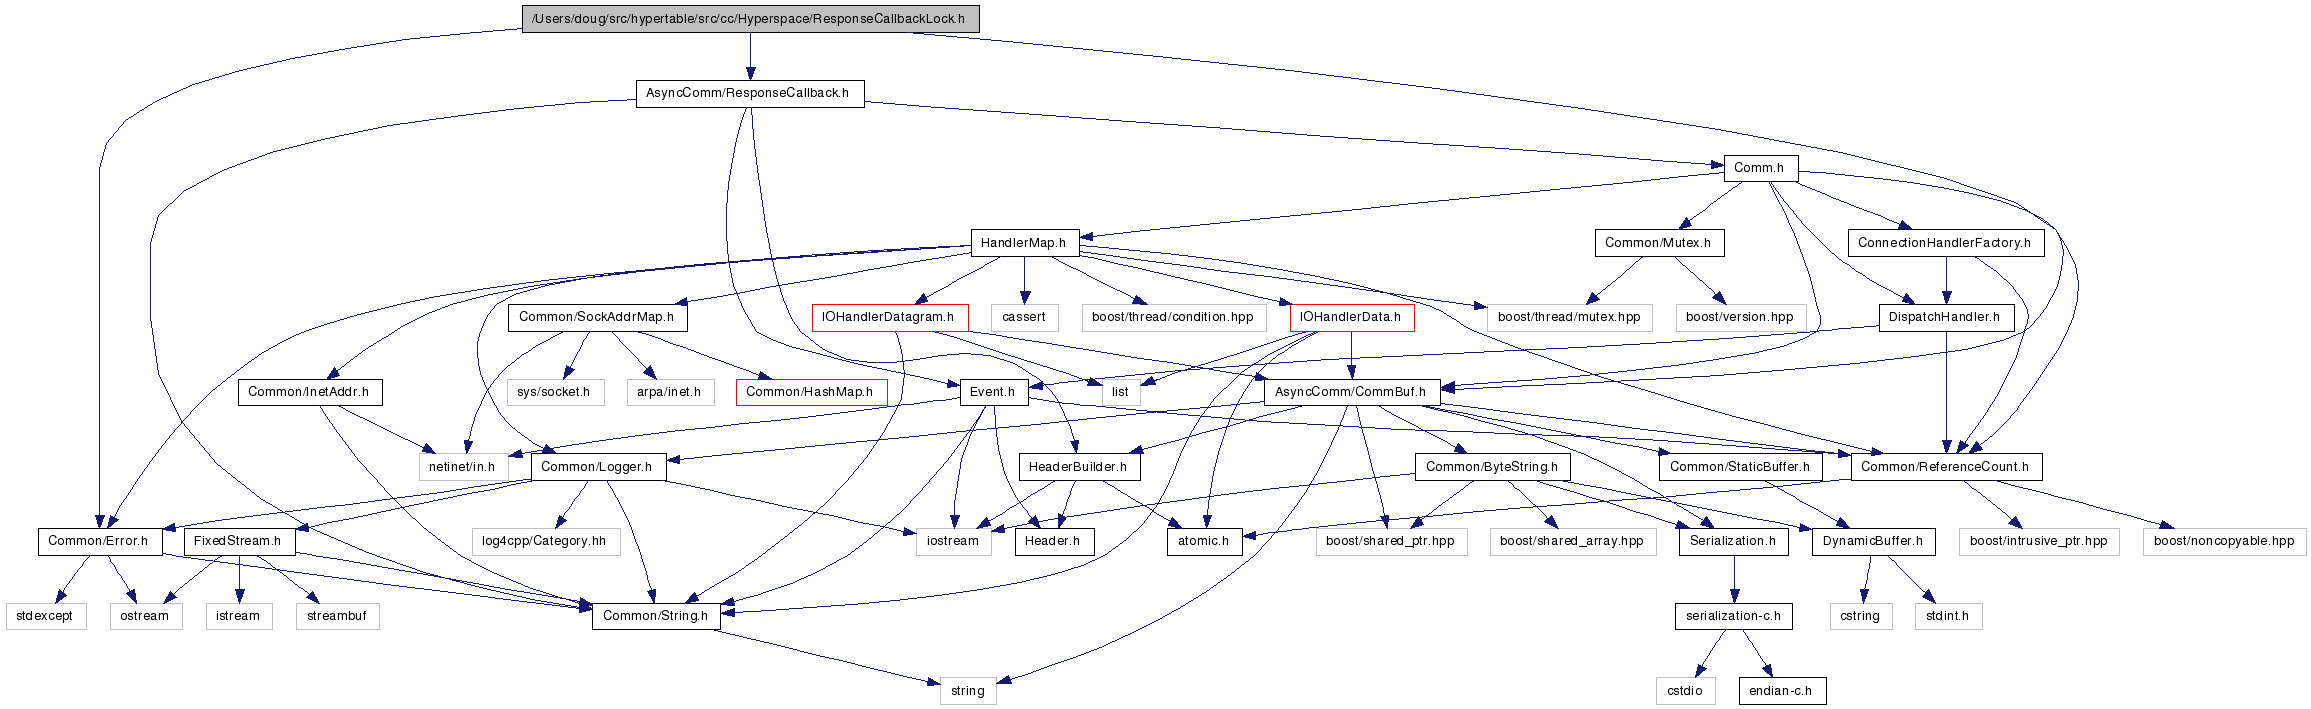 /Users/doug/src/hypertable/src/cc/Hyperspace/ResponseCallbackLock.h
AsyncComm/ResponseCallback.h
Comm.h
HandlerMap.h
Common/Mutex.h
ConnectionHandlerFactory.h
Common/SockAddrMap.h
IOHandlerDatagram.h
cassert
boost/thread/condition.hpp
IOHandlerData.h
boost/thread/mutex.hpp
boost/version.hpp
DispatchHandler.h
Common/InetAddr.h
sys/socket.h
arpa/inet.h
Common/HashMap.h
Event.h
list
AsyncComm/CommBuf.h
netinet/in.h
Common/Logger.h
HeaderBuilder.h
Common/ByteString.h
Common/StaticBuffer.h
Common/ReferenceCount.h
Common/Error.h
FixedStream.h
log4cpp/Category.hh
iostream
Header.h
atomic.h
boost/shared_ptr.hpp
boost/shared_array.hpp
Serialization.h
DynamicBuffer.h
boost/intrusive_ptr.hpp
boost/noncopyable.hpp
stdexcept
ostream
istream
streambuf
Common/String.h
serialization-c.h
cstring
stdint.h
string
cstdio
endian-c.h